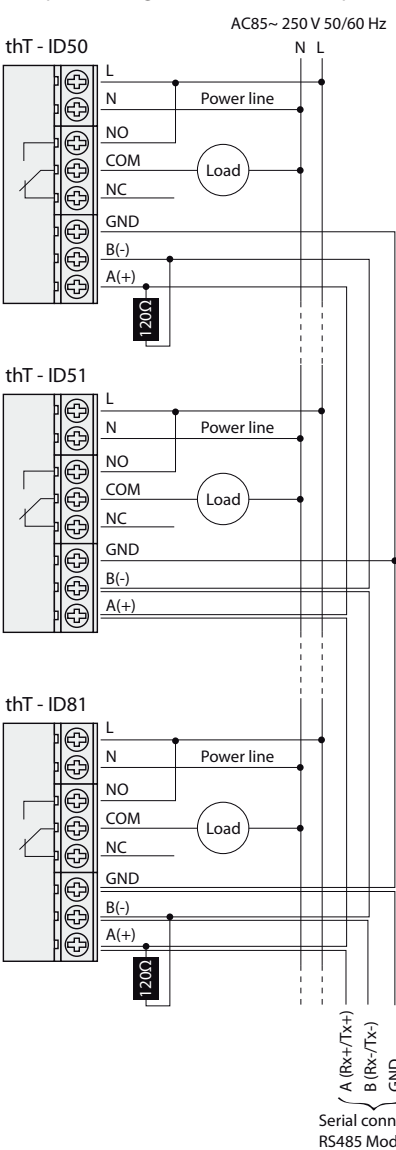 AC85~ 250 V 50/60 Hz
thT - ID50
N L
L
N
Power line
NO
COM
Load
NC
GND
B(-)
A(+)
120Ω
thT - ID51
L
N
Power line
NO
COM
Load
NC
GND
B(-)
A(+)
thT - ID81
L
N
Power line
NO
COM
Load
NC
GND
B(-)
A(+)
120Ω
A (Rx+/Tx+)
B (Rx-/Tx-)
GND
Serial conn
RS485 Mod